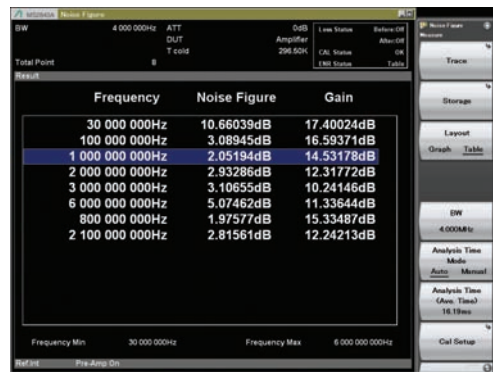 MS2840A Noise Figure
BW 4 000 000Hz ATT 0dB
DUT Amplifier
T cold 296.50K
Total Point 8
Loss Status Before:Off
After:Off
CAL Status OK
ENR Status Table
Result
Frequency Noise Figure Gain
30 000 000Hz 10.66039dB 17.40024dB
100 000 000Hz 3.08945dB 16.59371dB
1 000 000 000Hz 2.05194dB 14.53178dB
2 000 000 000Hz 2.93286dB 12.31772dB
3 000 000 000Hz 3.10655dB 10.24146dB
6 000 000 000Hz 5.07462dB 11.33644dB
800 000 000Hz 1.97577dB 15.33487dB
2 100 000 000Hz 2.81561dB 12.24213dB
Frequency Min 30 000 000Hz Frequency Max 6 000 000 000Hz
Ref.Int Pre-Amp On
Noise Figure
Measure
Trace
Storage
Layout
Graph Table
BW
4.000MHz
Analysis Time
Mode
Auto Manual
Analysis Time
(Ave. Time)
16.19ms
Cal Setup